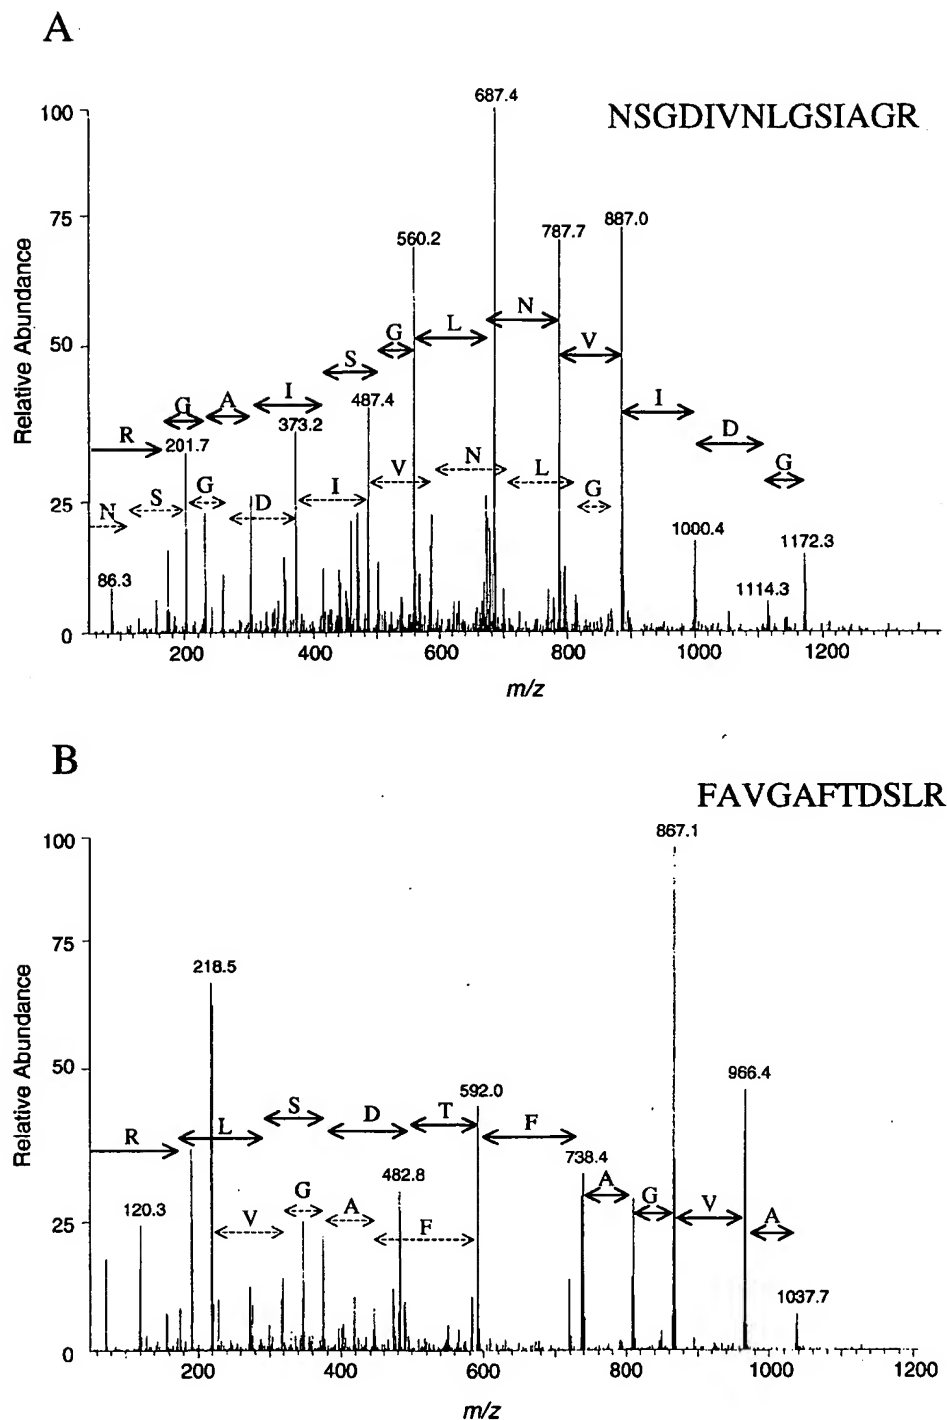 A
NSGDIVNLGSIAGR
687.4
100
887.0
787.7
560.2
75
N
L
V
G
50
S
I
A
487.4
I
G
373.2
D
R
201.7
G
N
V
L
I
G
D
G
S
N
25
1000.4
1172.3
1114.3
86.3
0
200 400 600 800 1000 1200
m/z
Relative Abundance
B
FAVGAFTDSLR
867.1
100
75
218.5
966.4
50
592.0
S
T
D
F
R
L
738.4
A
482.8
G
G
V
A
120.3
V
A
F
25
1037.7
0
200 400 600 800 1000 1200
m/z
Relative Abundance